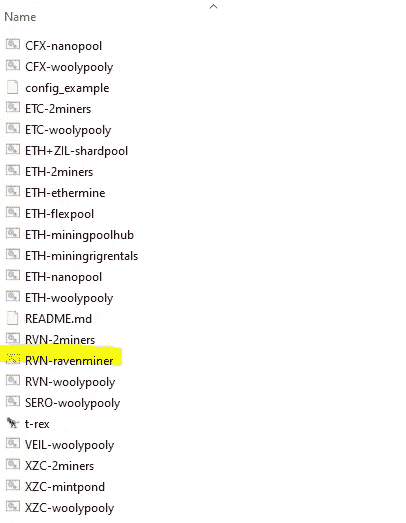 Name
CFX-nanopool
CFX-woolypooly
config_example
ETC-2miners
ETC-woolypooly
ETH+ZIL-shardpool
ETH-2miners
ETH-ethermine
ETH-flexpool
ETH-miningpoolhub
ETH-miningrigrentals
ETH-nanopool
ETH-woolypooly
README.md
RVN-2miners
RVN-ravenminer
RVN-woolypooly
SERO-woolypooly
t-rex
VEIL-woolypooly
XZC-2miners
XZC-mintpond
XZC-woolypooly